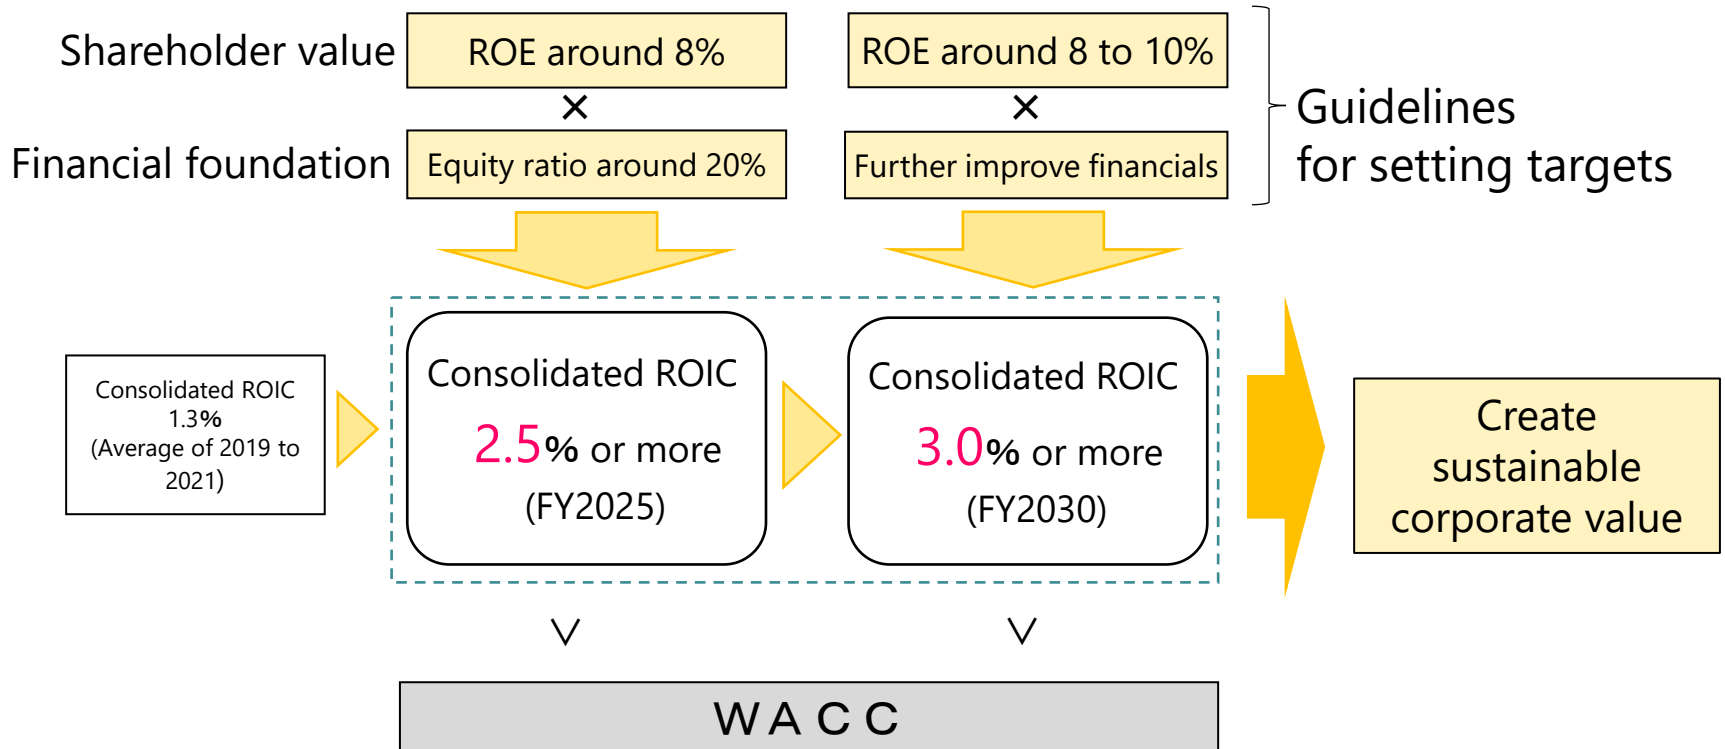 Shareholder value
ROE around 8%
ROE around 8 to 10%
×
×
Guidelines
for setting targets
Financial foundation
Equity ratio around 20%
Further improve financials
Consolidated ROIC
1.3%
(Average of 2019 to
2021)
Consolidated ROIC
2.5% or more
(FY2025)
Consolidated ROIC
3.0% or more
(FY2030)
Create
sustainable
corporate value
∨
∨
WACC